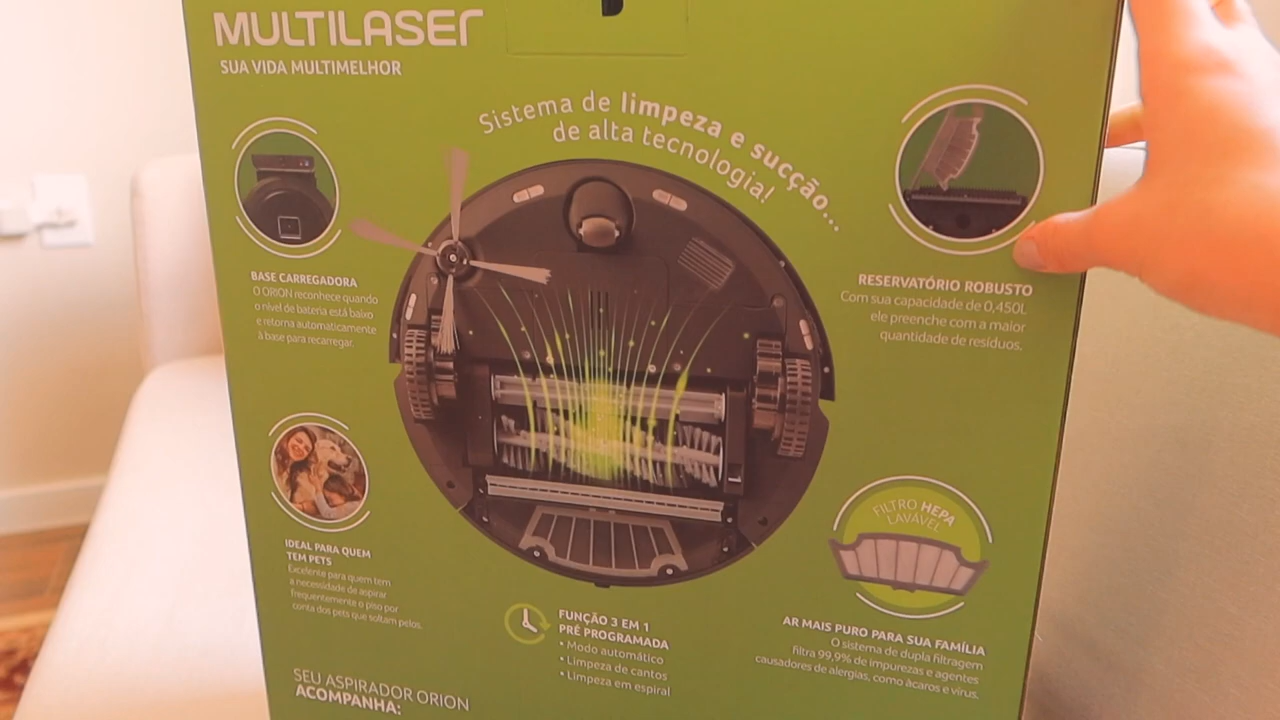 MULTILASER
SUA VIDA MULTIMELHOR
Sistema de limpeza e sucção...
de alta tecnologia!
BASE CARREGADORA
O ORION reconhece quando
o nível de bateria está baixo
e retorna automaticamente
à base para recarregar.
RESERVATÓRIO ROBUSTO
Com sua capacidade de 0,450L
ele preenche com a maior
quantidade de resíduos.
IDEAL PARA QUEM
TEM PETS
Excelente para quem tem
a necessidade de aspirar
frequentemente o piso por
conta dos pets que soltam pelos.
FILTRO HEPA
LAVÁVEL
AR MAIS PURO PARA SUA FAMÍLIA
O sistema de dupla filtragem
filtra 99,9% de impurezas e agentes
causadores de alergias, como ácaros e vírus.
FUNÇÃO 3 EM 1
PRÉ PROGRAMADA
• Modo automático
• Limpeza de cantos
• Limpeza em espiral
SEU ASPIRADOR ORION
ACOMPANHA: